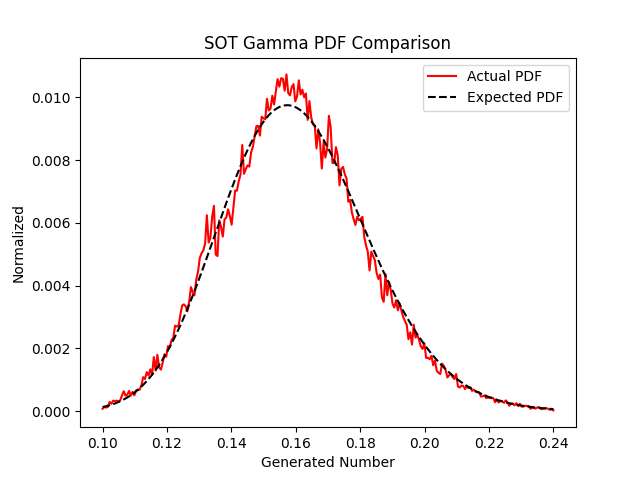 SOT Gamma PDF Comparison
Actual PDF
Expected PDF
Normalized
0.010
0.008
0.006
0.004
0.002
0.000
0.10 0.12 0.14 0.16 0.18 0.20 0.22 0.24
Generated Number